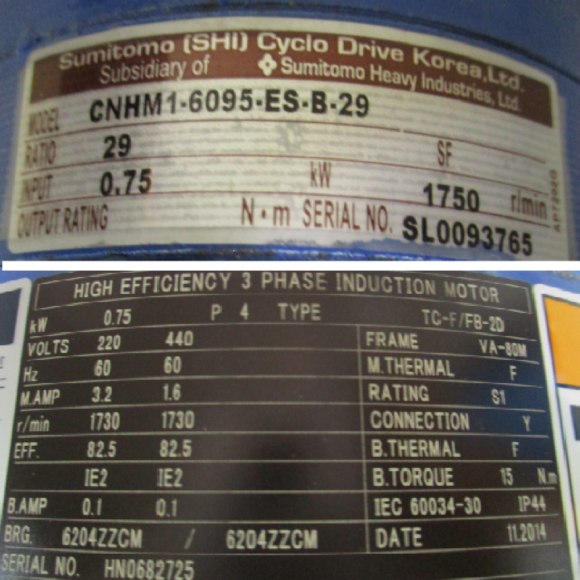 Sumitomo (SHI) Cyclo Drive Korea,Ltd.
Subsidiary of Sumitomo Heavy Industries, Ltd.
MODEL CNHM1-6095-ES-B-29
RATIO 29 SF
INPUT 0.75 kW 1750 r/min
OUTPUT RATING N·m SERIAL NO. SL0093765
HIGH EFFICIENCY 3 PHASE INDUCTION MOTOR
kW 0.75 P 4 TYPE TC-F/FB-2D
VOLTS 220 440 FRAME VA-80M
Hz 60 60 M.THERMAL F
M.AMP 3.2 1.6 RATING S1
r/min 1730 1730 CONNECTION Y
EFF. 82.5 82.5 B.THERMAL F
IE2 IE2 B.TORQUE 15 N.m
B.AMP 0.1 0.1 IEC 60034-30 IP44
BRG. 6204ZZCM / 6204ZZCM DATE 11.2014
SERIAL NO. HN0682725